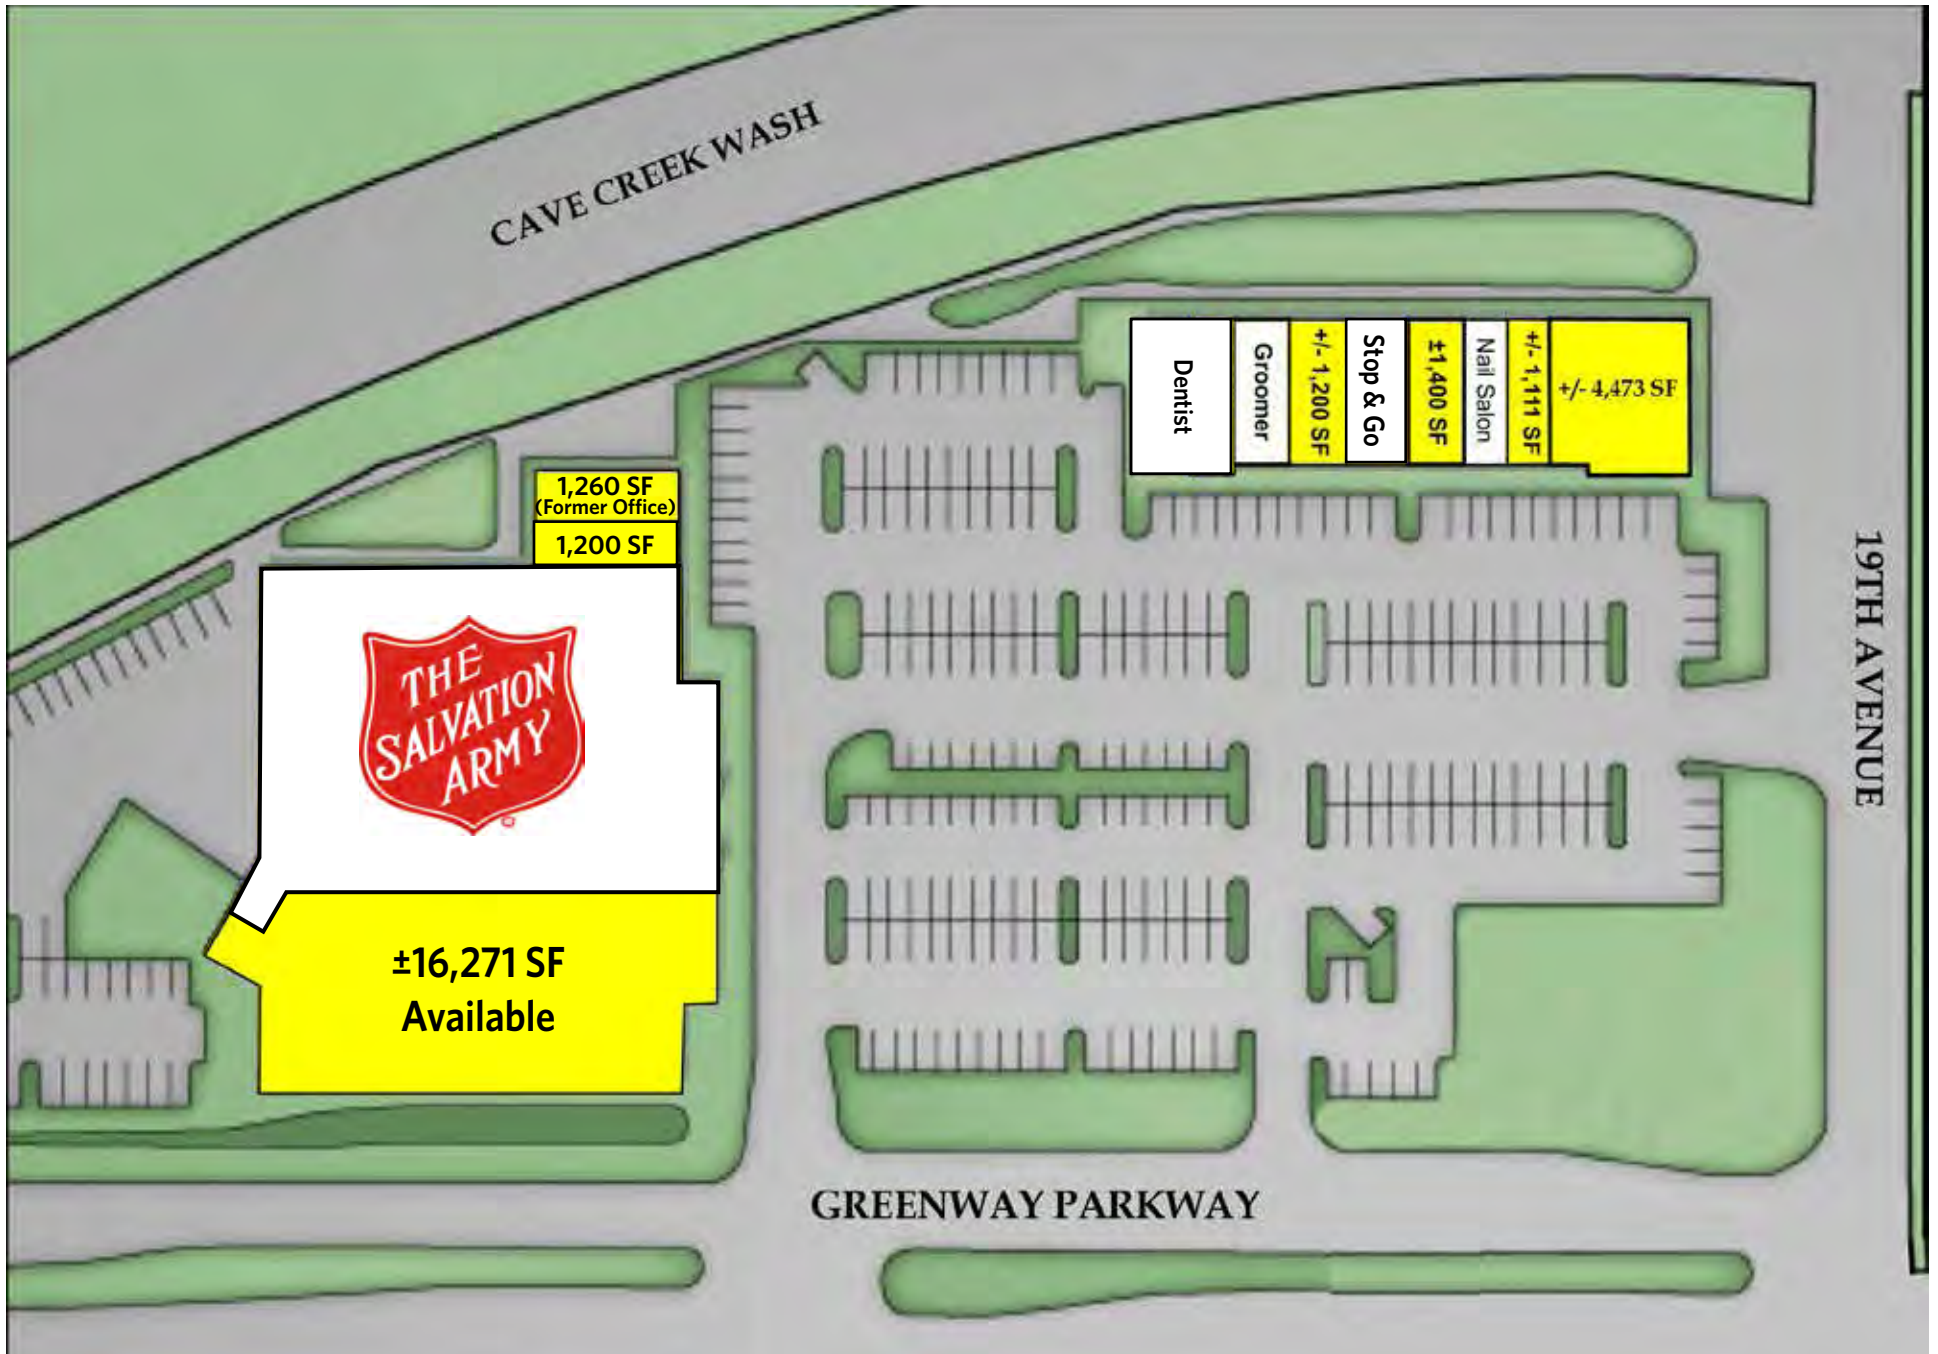 CAVE CREEK WASH
Dentist
Groomer
+/- 1,200 SF
Stop & Go
±1,400 SF
Nail Salon
+/- 1,111 SF
+/- 4,473 SF
1,260 SF
(Former Office)
1,200 SF
THE
SALVATION
ARMY
©
19TH AVENUE
±16,271 SF
Available
GREENWAY PARKWAY